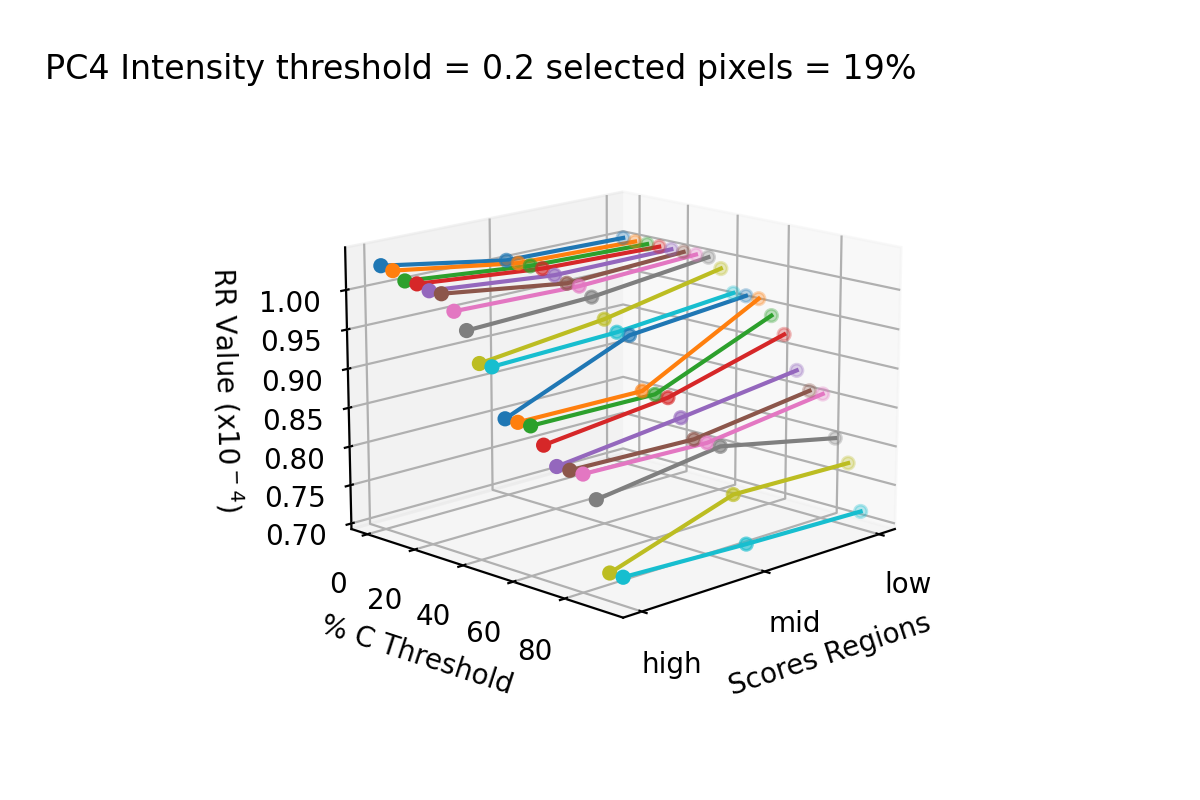 PC4 Intensity threshold = 0.2 selected pixels = 19%
RR Value (x10⁻⁴)
1.00
0.95
0.90
0.85
0.80
0.75
0.70
0
20
40
60
80
% C Threshold
high
mid
low
Scores Regions